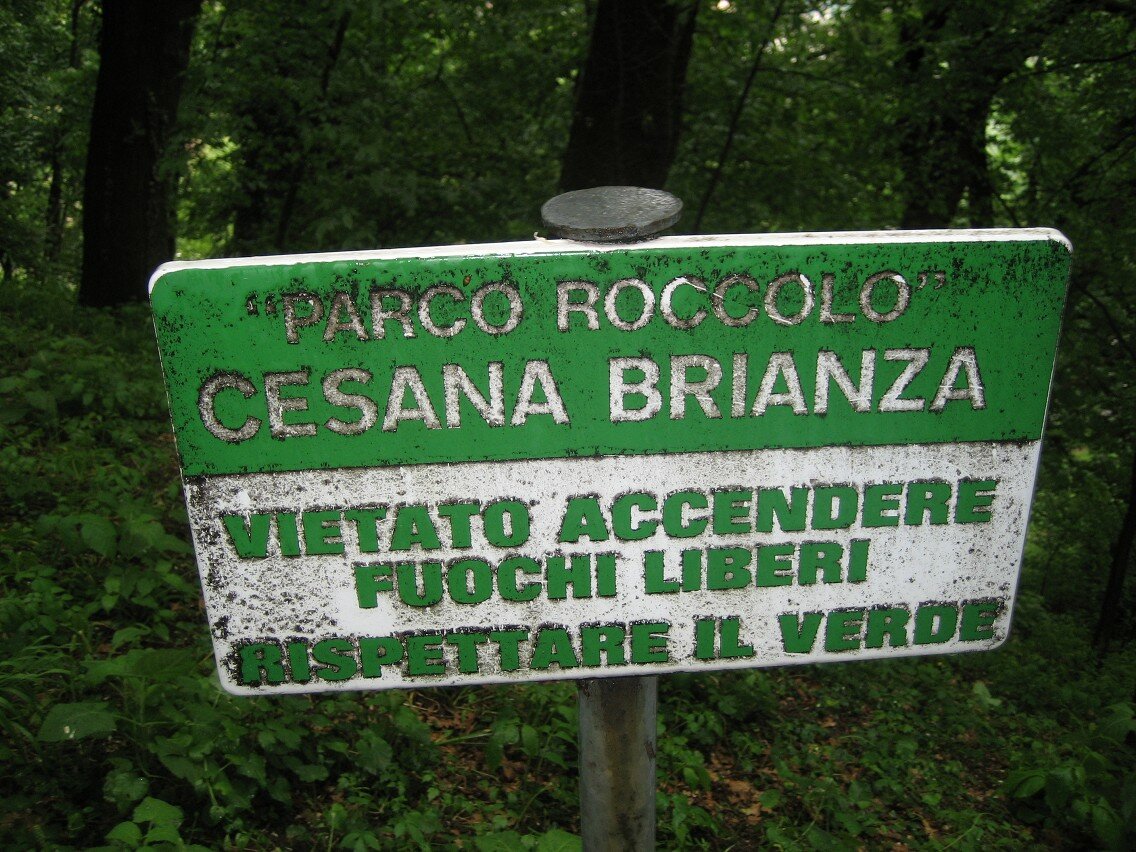 "PARCO ROCCOLO"
CESANA BRIANZA
VIETATO ACCENDERE
FUOCHI LIBERI
RISPETTARE IL VERDE